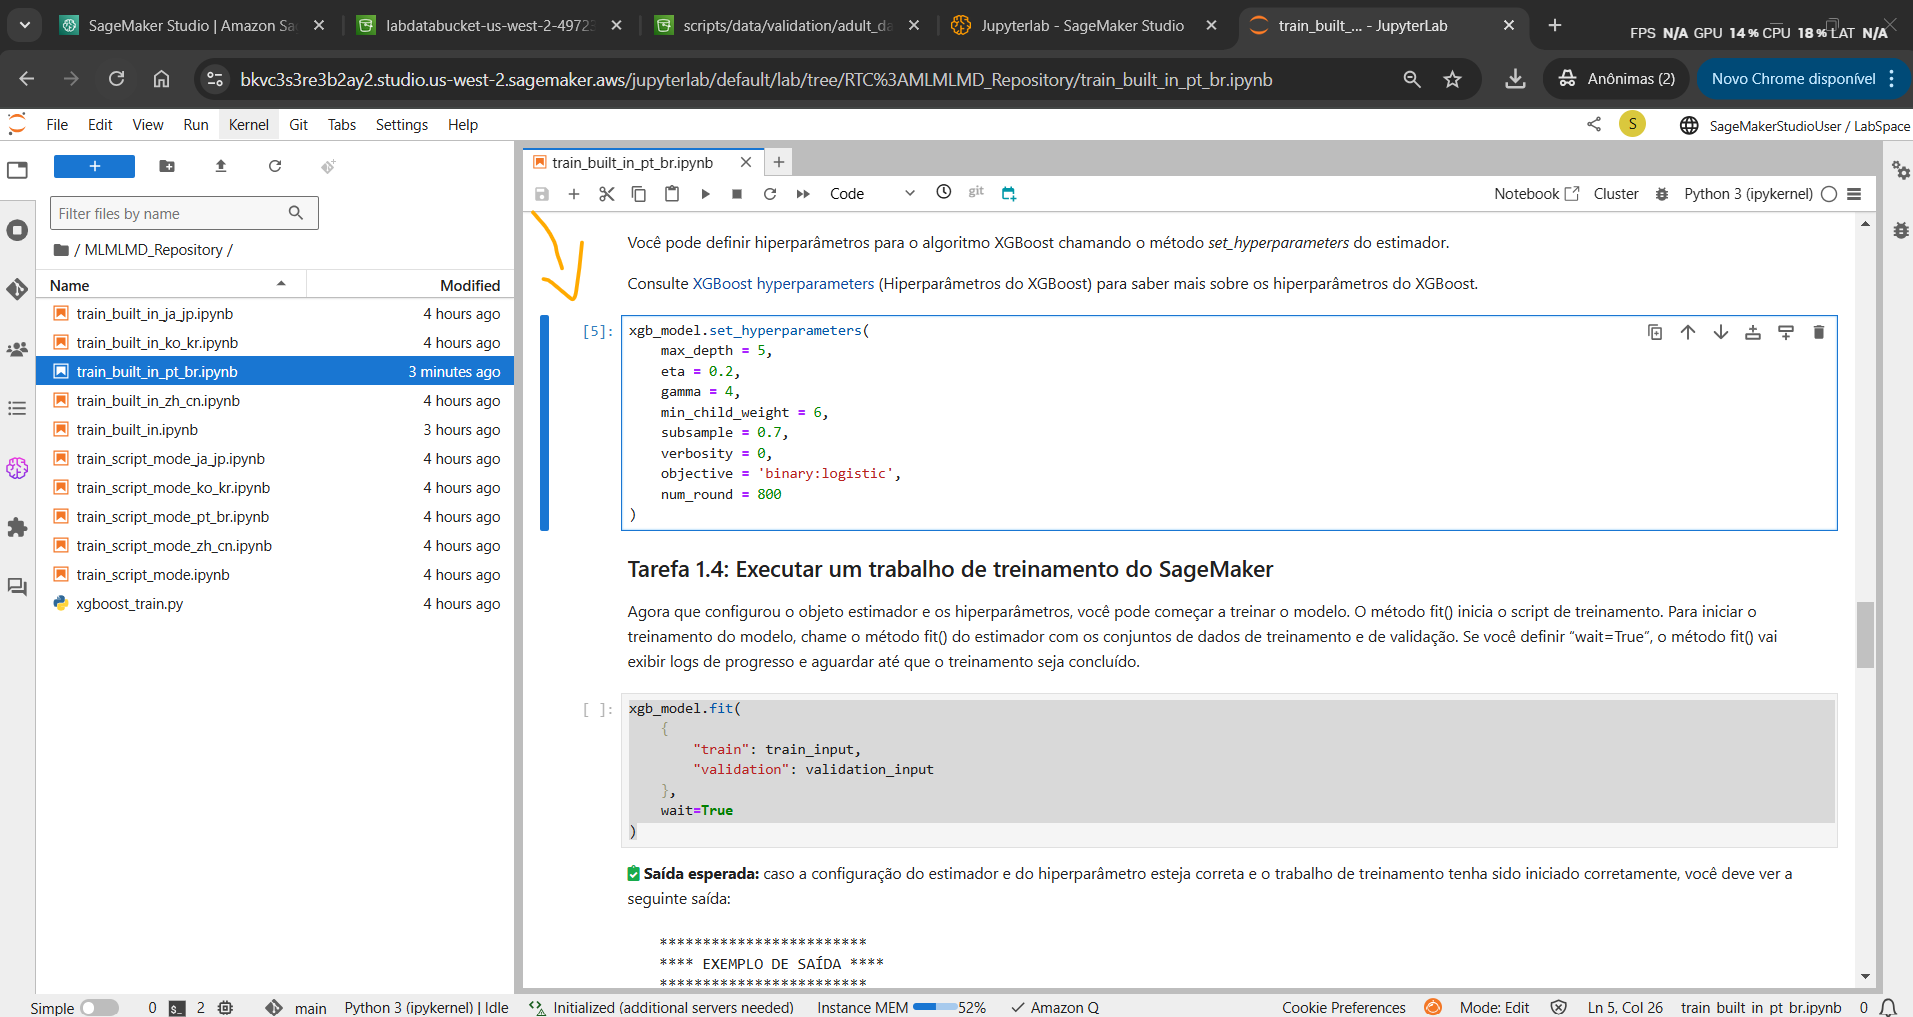 SageMaker Studio | Amazon Sa
labdatabucket-us-west-2-49723
scripts/data/validation/adult_da
Jupyterlab - SageMaker Studio
train_built_... - JupyterLab
FPS N/A GPU 14 % CPU 18 % LAT N/A
bkvc3s3re3b2ay2.studio.us-west-2.sagemaker.aws/jupyterlab/default/lab/tree/RTC%3AMLMLMD_Repository/train_built_in_pt_br.ipynb
Anônimas (2)
Novo Chrome disponível
File Edit View Run Kernel Git Tabs Settings Help
S
SageMakerStudioUser / LabSpace
Filter files by name
/ MLMLMD_Repository /
Name Modified
train_built_in_ja_jp.ipynb 4 hours ago
train_built_in_ko_kr.ipynb 4 hours ago
train_built_in_pt_br.ipynb 3 minutes ago
train_built_in_zh_cn.ipynb 4 hours ago
train_built_in.ipynb 3 hours ago
train_script_mode_ja_jp.ipynb 4 hours ago
train_script_mode_ko_kr.ipynb 4 hours ago
train_script_mode_pt_br.ipynb 4 hours ago
train_script_mode_zh_cn.ipynb 4 hours ago
train_script_mode.ipynb 4 hours ago
xgboost_train.py 4 hours ago
train_built_in_pt_br.ipynb
Code git Notebook Cluster Python 3 (ipykernel)
Você pode definir hiperparâmetros para o algoritmo XGBoost chamando o método set_hyperparameters do estimador.
Consulte XGBoost hyperparameters (Hiperparâmetros do XGBoost) para saber mais sobre os hiperparâmetros do XGBoost.
[5]: xgb_model.set_hyperparameters(
max_depth = 5,
eta = 0.2,
gamma = 4,
min_child_weight = 6,
subsample = 0.7,
verbosity = 0,
objective = 'binary:logistic',
num_round = 800
)
Tarefa 1.4: Executar um trabalho de treinamento do SageMaker
Agora que configurou o objeto estimador e os hiperparâmetros, você pode começar a treinar o modelo. O método fit() inicia o script de treinamento. Para iniciar o
treinamento do modelo, chame o método fit() do estimador com os conjuntos de dados de treinamento e de validação. Se você definir “wait=True”, o método fit() vai
exibir logs de progresso e aguardar até que o treinamento seja concluído.
[ ]: xgb_model.fit(
{
"train": train_input,
"validation": validation_input
},
wait=True
)
Saída esperada: caso a configuração do estimador e do hiperparâmetro esteja correta e o trabalho de treinamento tenha sido iniciado corretamente, você deve ver a
seguinte saída:
************************
**** EXEMPLO DE SAÍDA ****
************************
Simple 0 2 main Python 3 (ipykernel) | Idle Initialized (additional servers needed) Instance MEM 52% Amazon Q Cookie Preferences Mode: Edit Ln 5, Col 26 train_built_in_pt_br.ipynb 0